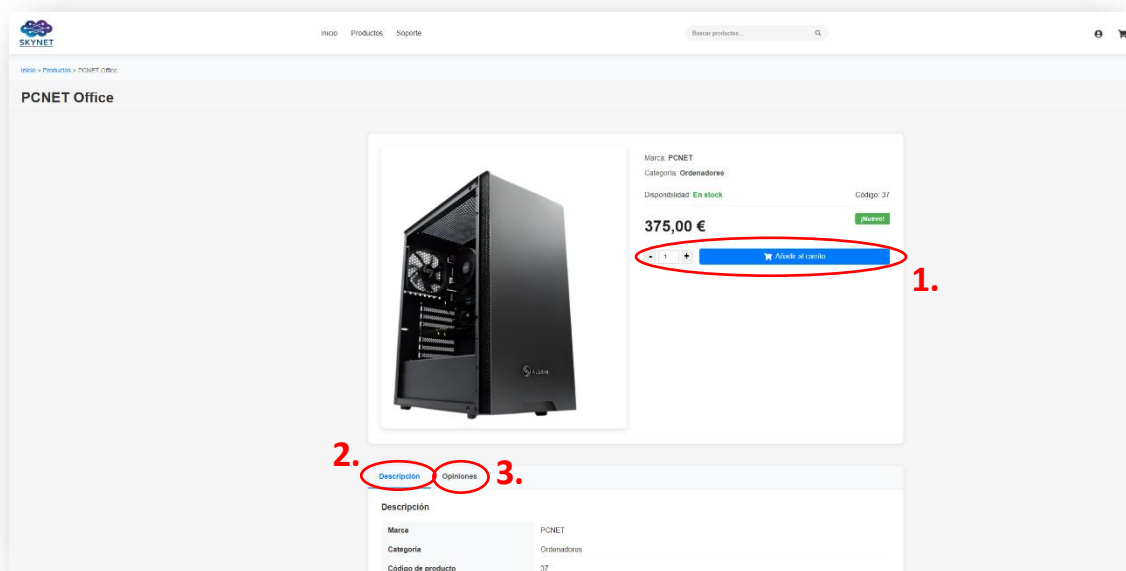 SKYNET
Inicio Productos Soporte
Buscar productos...
Inicio > Productos > PCNET Office
PCNET Office
Marca: PCNET
Categoría: Ordenadores
Disponibilidad: En stock
Código: 37
375,00 €
¡Nuevo!
- 1 +
Añadir al carrito
1.
2.
Descripción
Opiniones
3.
Descripción
Marca PCNET
Categoría Ordenadores
Código de producto 37